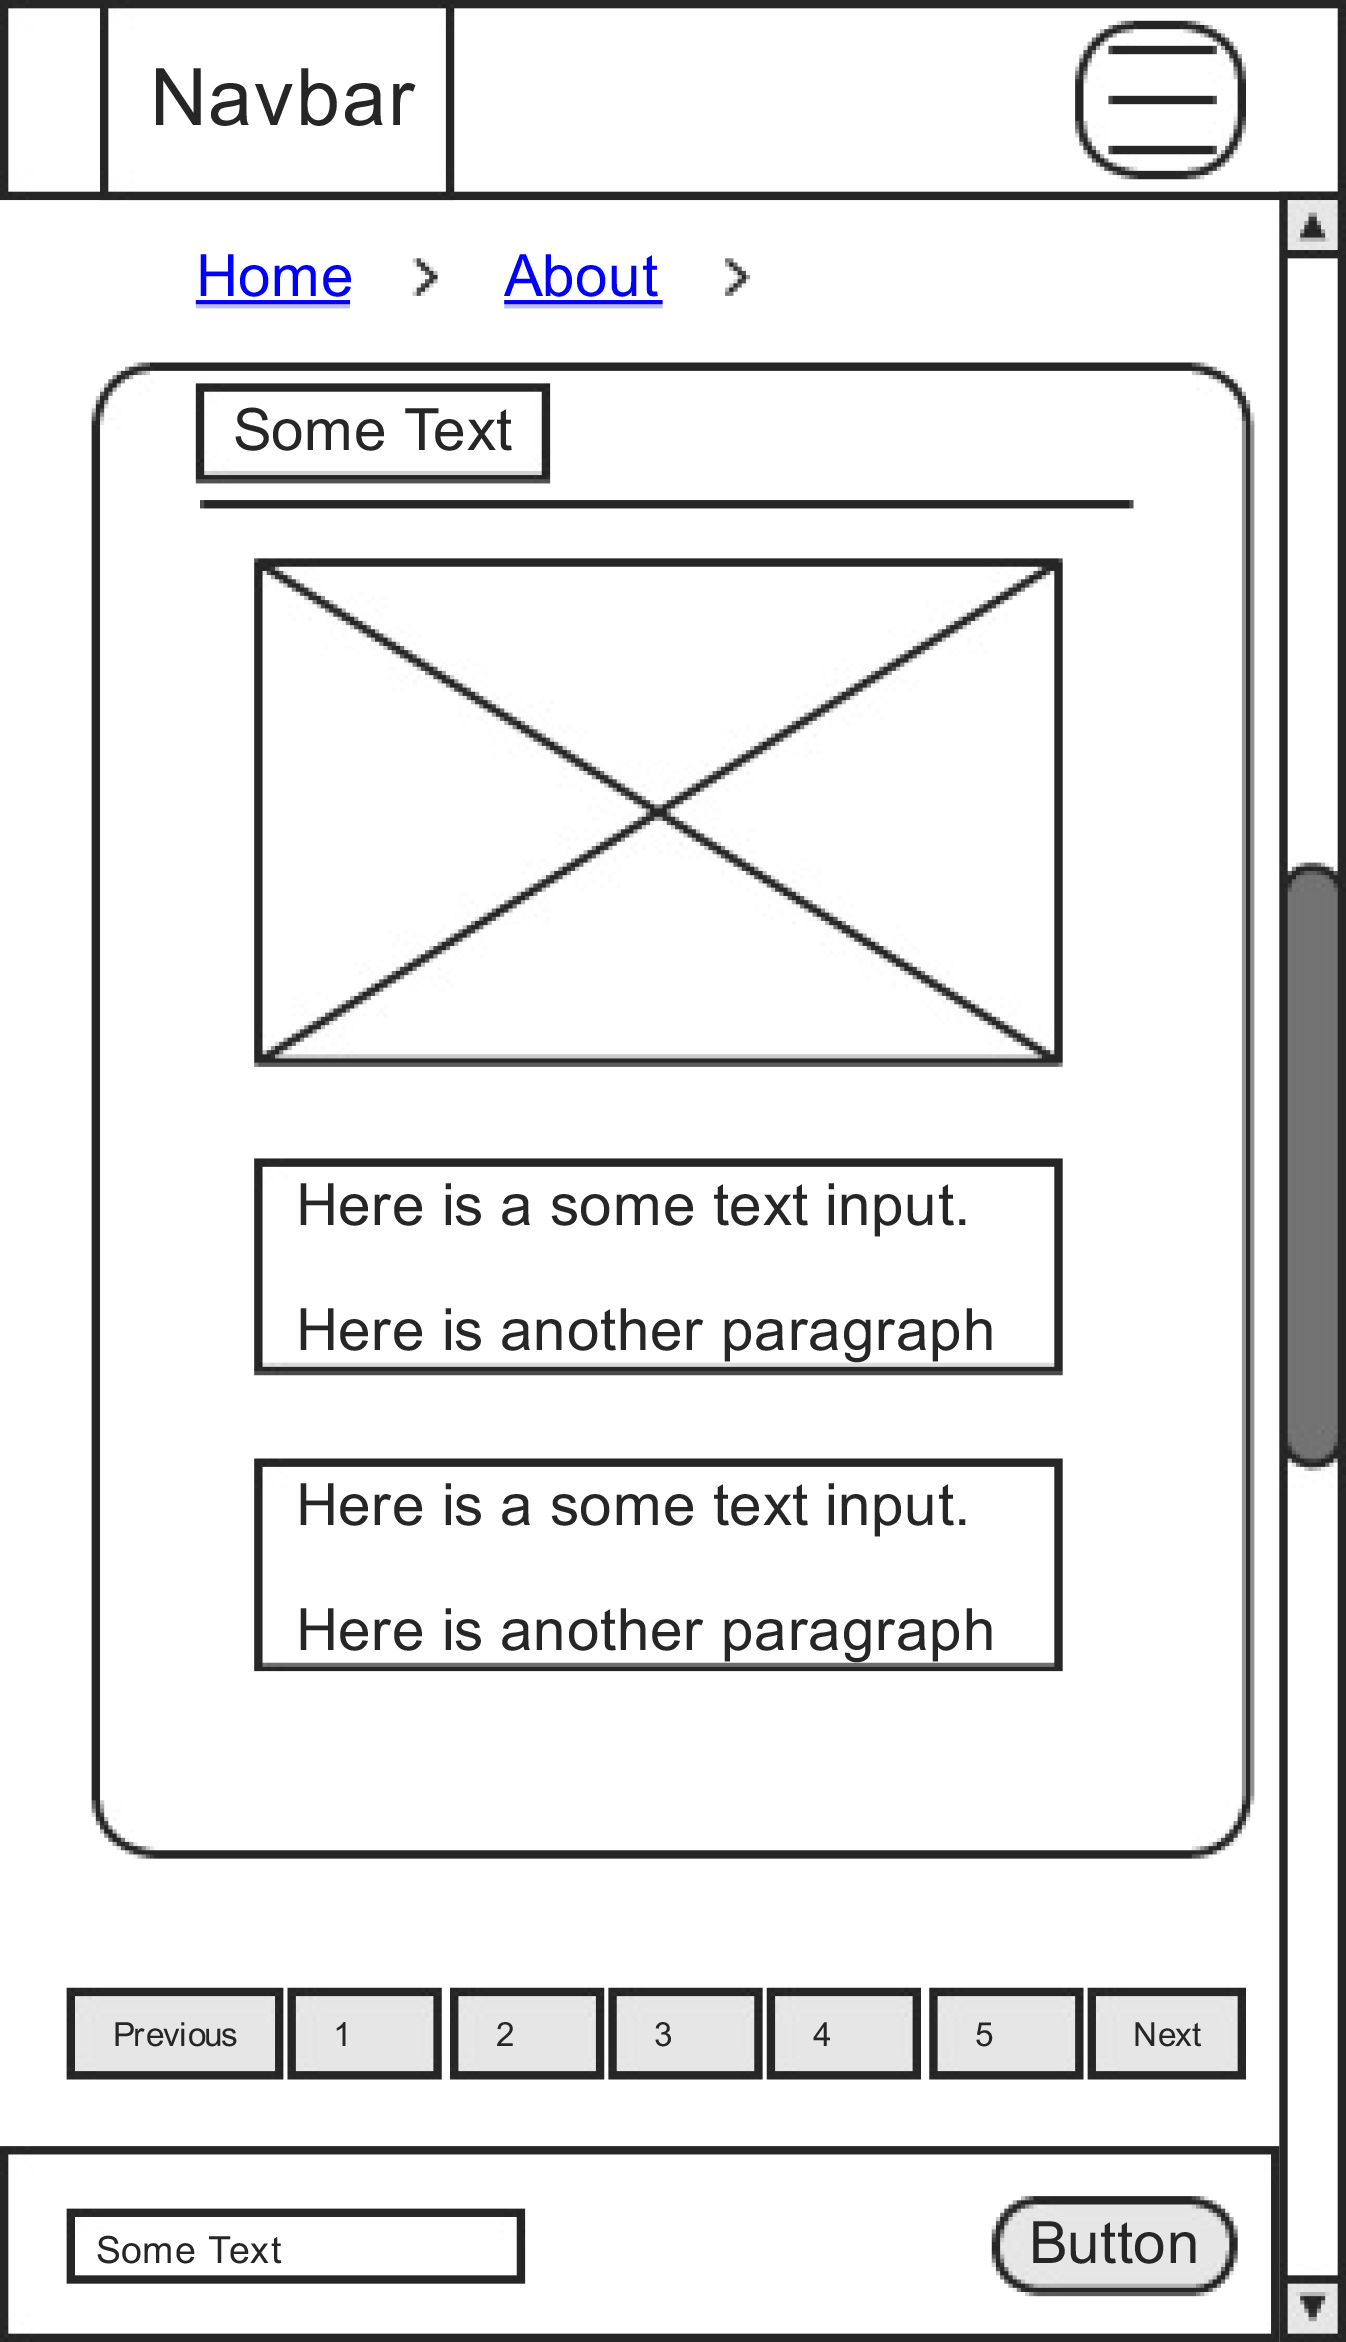 Navbar
Home > About >
Some Text
Here is a some text input.
Here is another paragraph
Here is a some text input.
Here is another paragraph
Previous 1 2 3 4 5 Next
Some Text Button